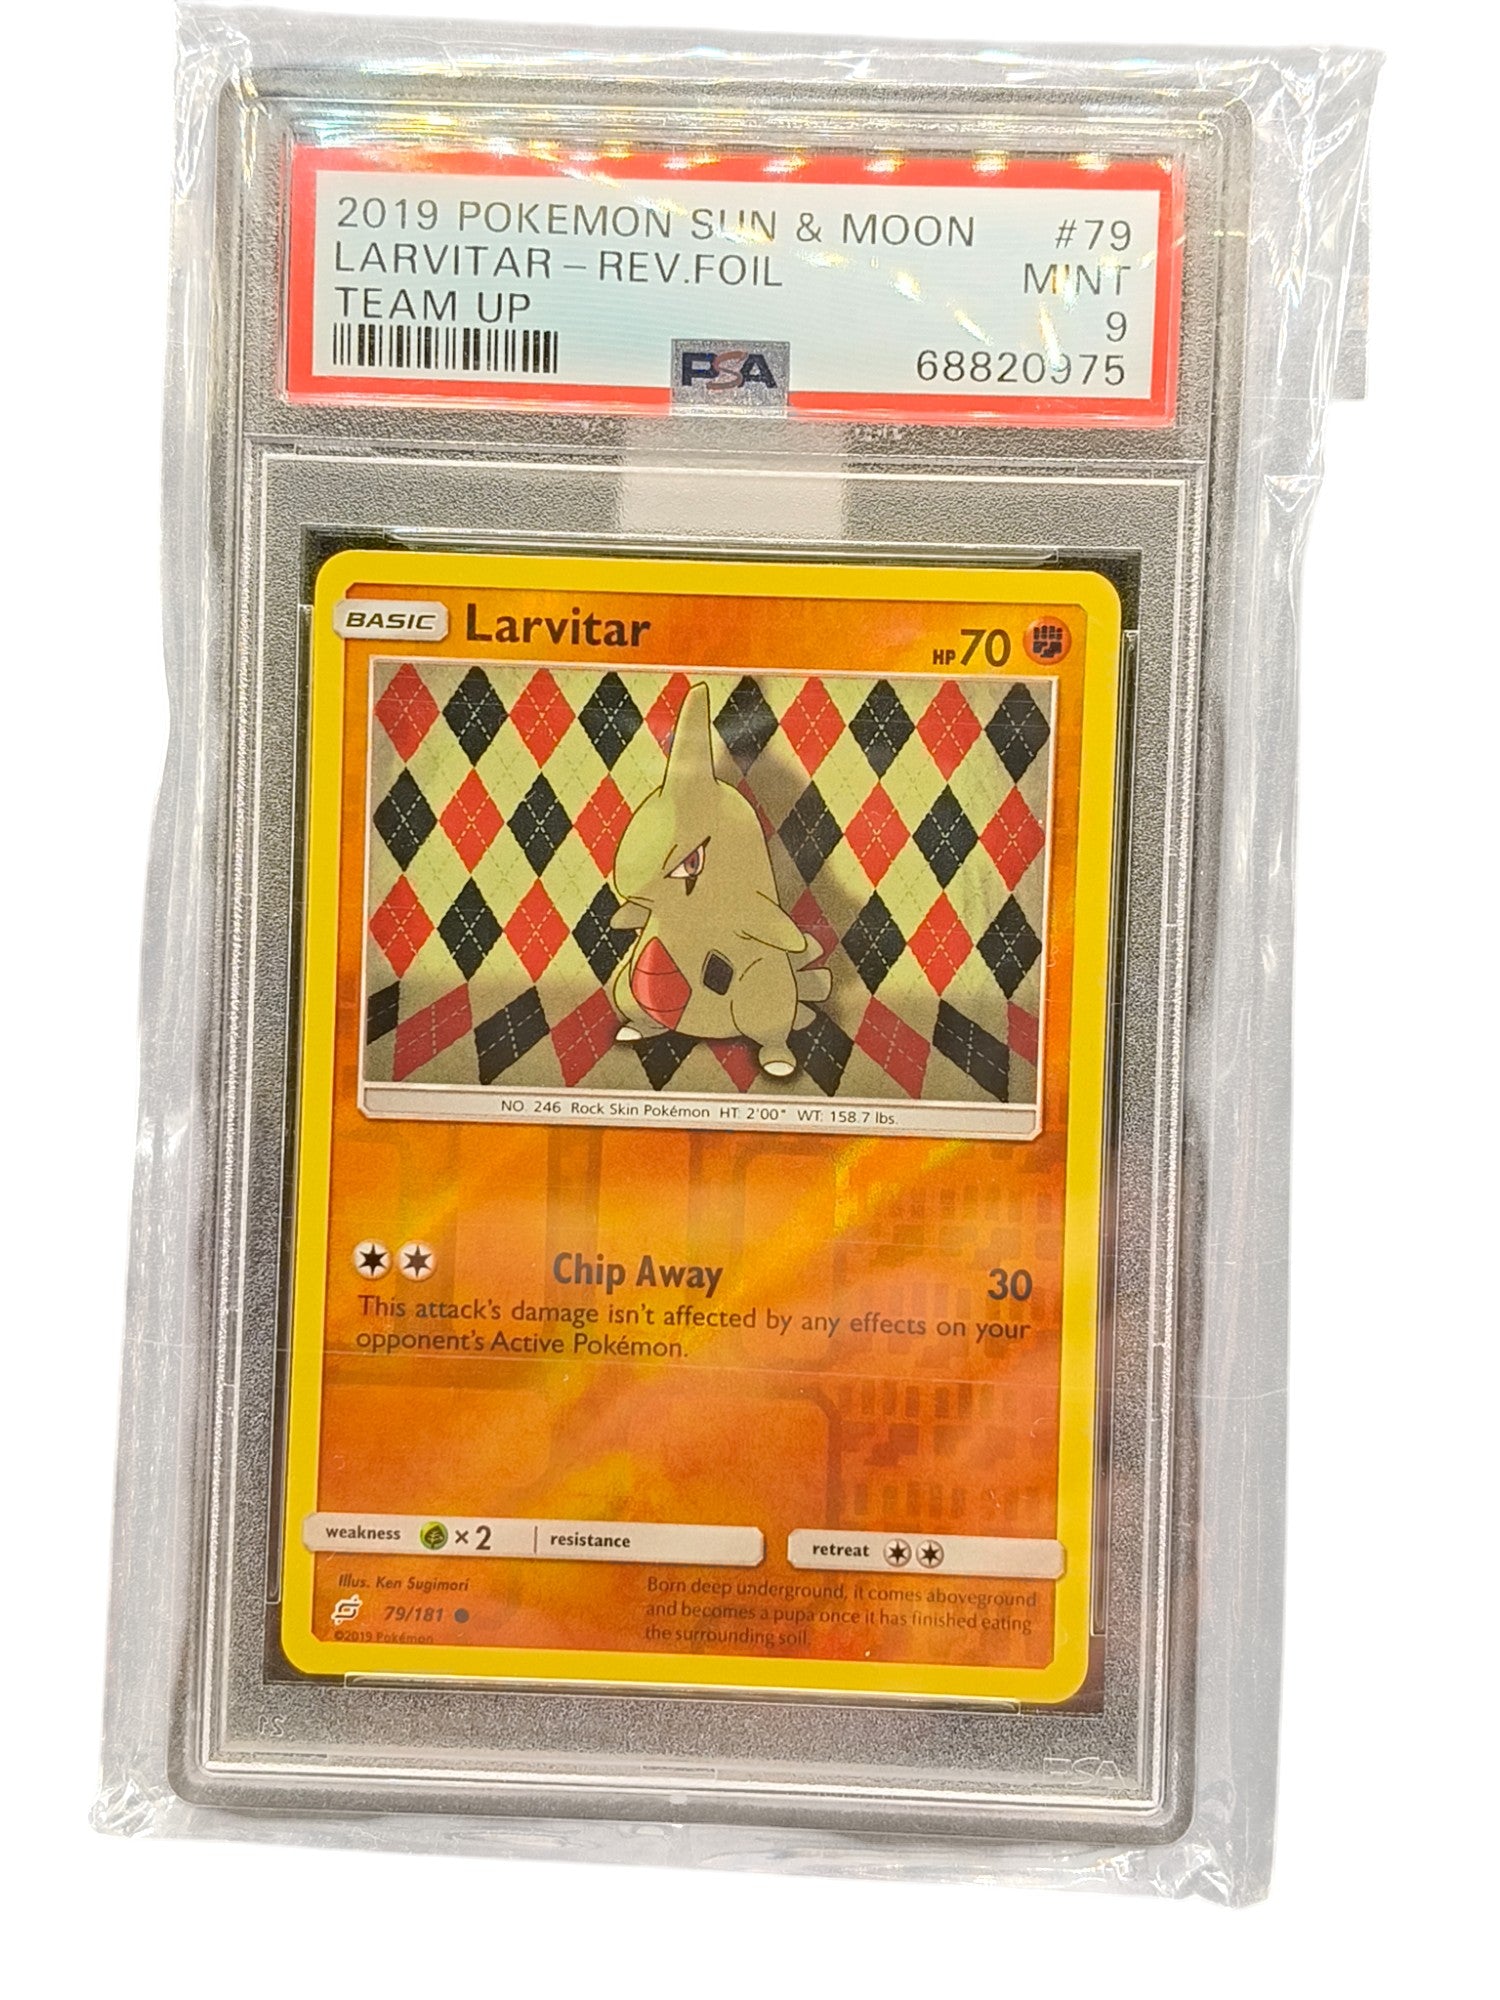 2019 POKEMON SUN & MOON #79
LARVITAR – REV.FOIL MINT
TEAM UP 9
PSA 68820975
BASIC Larvitar HP 70
NO. 246 Rock Skin Pokémon HT: 2'00" WT: 158.7 lbs.
Chip Away 30
This attack's damage isn't affected by any effects on your
opponent's Active Pokémon.
weakness ×2 resistance retreat
Illus. Ken Sugimori
79/181
©2019 Pokémon
Born deep underground, it comes aboveground
and becomes a pupa once it has finished eating
the surrounding soil.
PSA